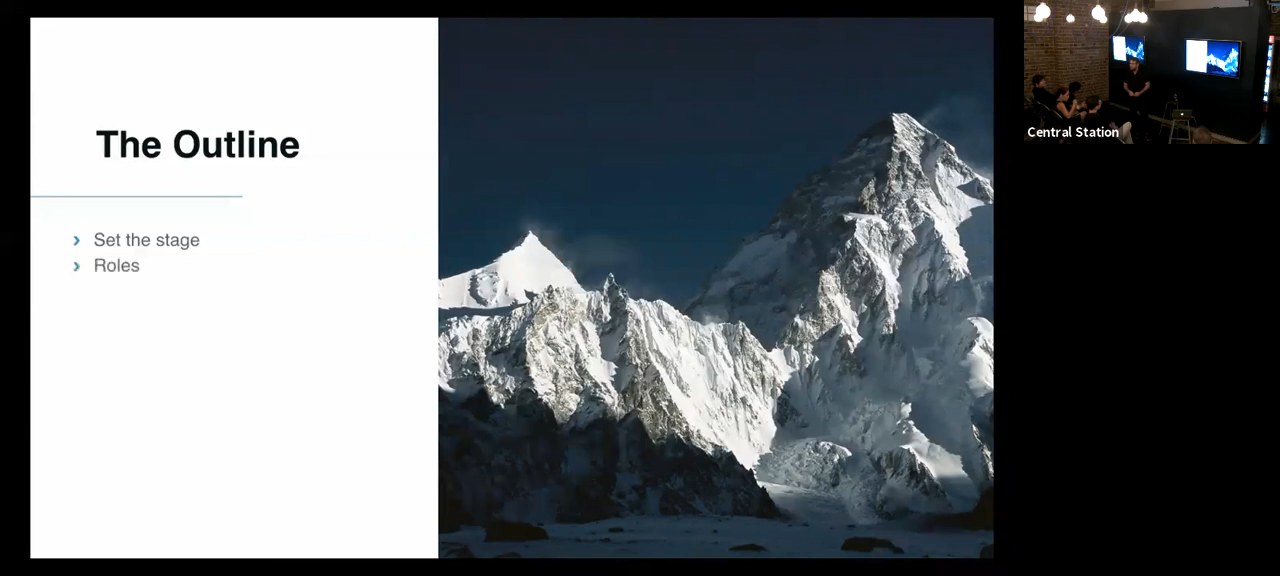 The Outline
Set the stage
Roles
Central Station